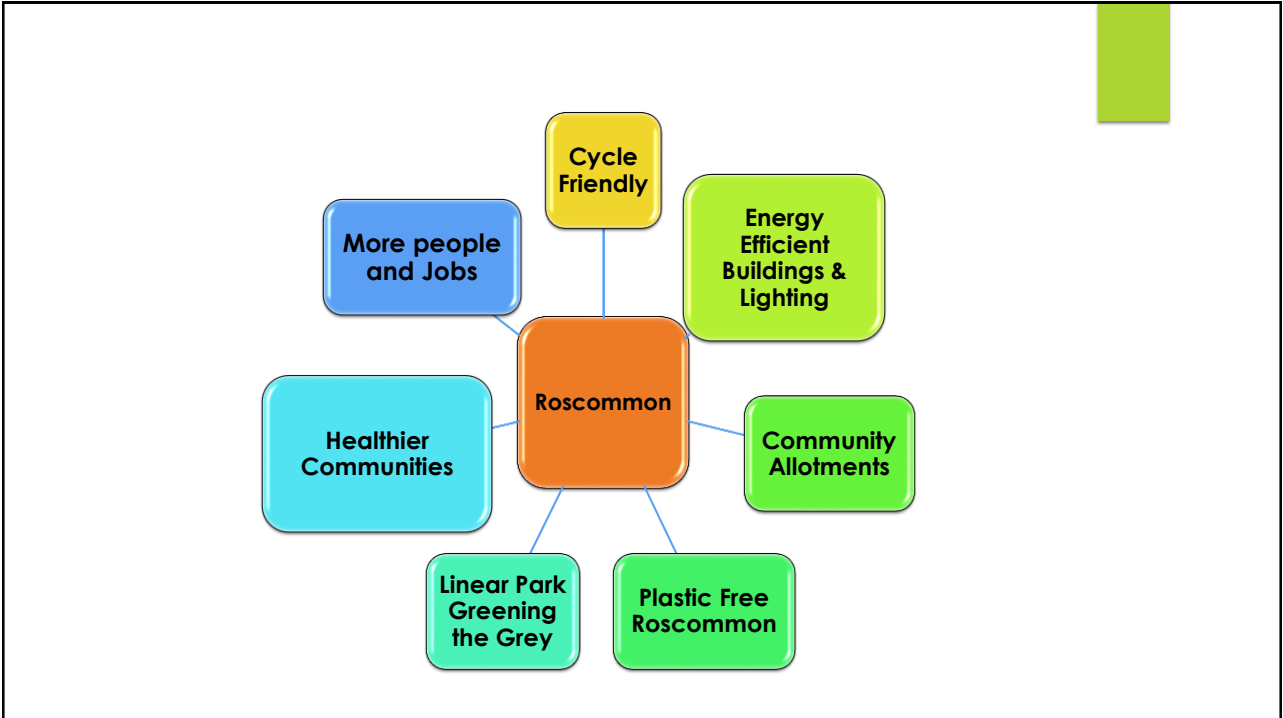 Cycle
Friendly
Energy
Efficient
Buildings &
Lighting
More people
and Jobs
Roscommon
Healthier
Communities
Community
Allotments
Linear Park
Greening
the Grey
Plastic Free
Roscommon